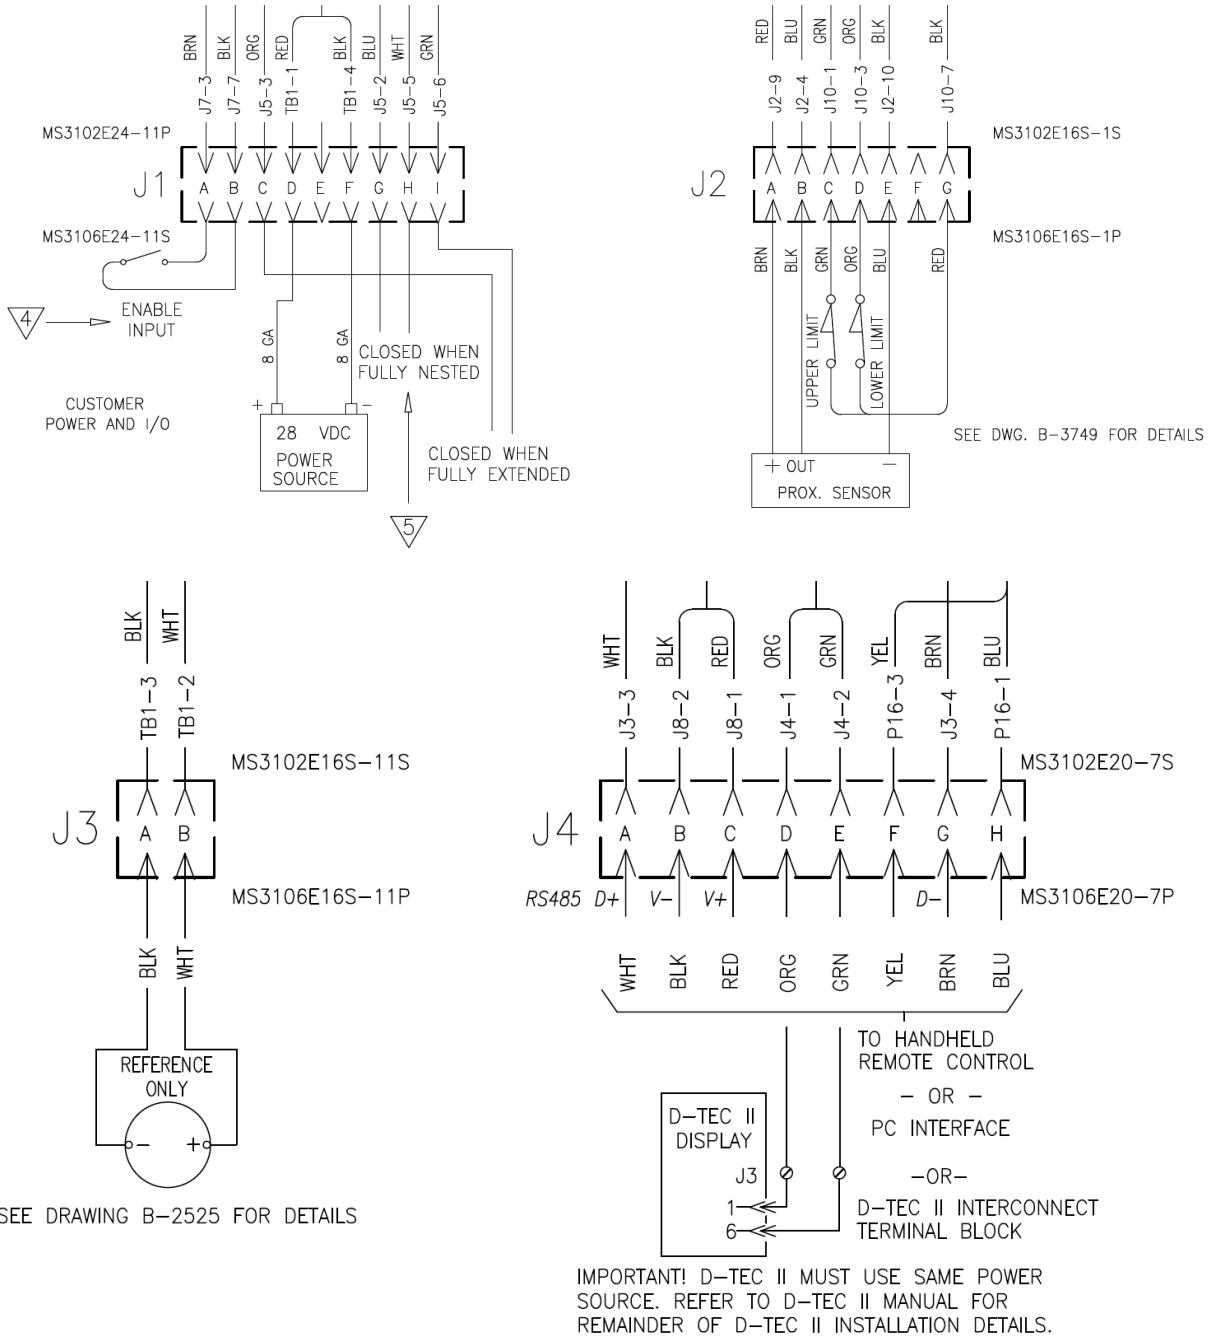 BRN
BLK
ORG
RED
BLK
BLU
WHT
GRN
J7-3
J7-7
J5-3
TB1-1
TB1-4
J5-2
J5-5
J5-6
MS3102E24-11P
J1
A B C D E F G H I
MS3106E24-11S
4
ENABLE
INPUT
8 GA
8 GA
CLOSED WHEN
FULLY NESTED
CUSTOMER
POWER AND I/O
+ −
28 VDC
POWER
SOURCE
CLOSED WHEN
FULLY EXTENDED
5
RED
BLU
GRN
ORG
BLK
BLK
J2-9
J2-4
J10-1
J10-3
J2-10
J10-7
MS3102E16S-1S
J2
A B C D E F G
MS3106E16S-1P
BRN
BLK
GRN
ORG
BLU
RED
UPPER LIMIT
LOWER LIMIT
SEE DWG. B-3749 FOR DETAILS
+ OUT −
PROX. SENSOR
BLK
WHT
TB1-3
TB1-2
MS3102E16S-11S
J3
A B
MS3106E16S-11P
BLK
WHT
REFERENCE
ONLY
− +
SEE DRAWING B-2525 FOR DETAILS
WHT
BLK
RED
ORG
GRN
YEL
BRN
BLU
J3-3
J8-2
J8-1
J4-1
J4-2
P16-3
J3-4
P16-1
MS3102E20-7S
J4
A B C D E F G H
RS485 D+ V- V+ D-
MS3106E20-7P
WHT
BLK
RED
ORG
GRN
YEL
BRN
BLU
TO HANDHELD
REMOTE CONTROL
- OR -
PC INTERFACE
-OR-
D-TEC II INTERCONNECT
TERMINAL BLOCK
D-TEC II
DISPLAY
J3
1
6
IMPORTANT! D-TEC II MUST USE SAME POWER
SOURCE. REFER TO D-TEC II MANUAL FOR
REMAINDER OF D-TEC II INSTALLATION DETAILS.